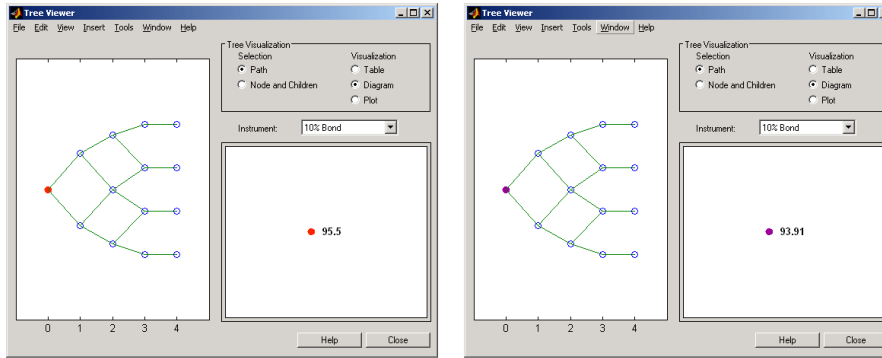 Tree Viewer
File Edit View Insert Tools Window Help
Tree Visualization
Selection Visualization
Path Table
Node and Children Diagram
Plot
Instrument: 10% Bond
95.5
0 1 2 3 4
Help Close
Tree Viewer
File Edit View Insert Tools Window Help
Tree Visualization
Selection Visualization
Path Table
Node and Children Diagram
Plot
Instrument: 10% Bond
93.91
0 1 2 3 4
Help Close